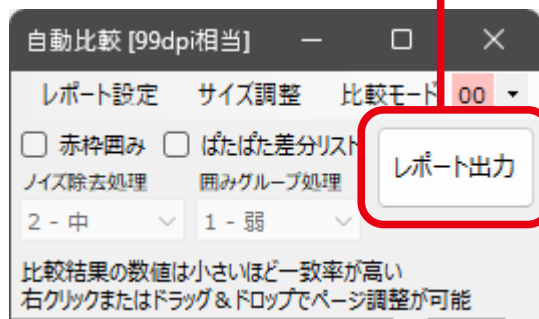 自動比較 [99dpi相当]
レポート設定 サイズ調整 比較モード 00
赤枠囲み ぱたぱた差分リスト
レポート出力
ノイズ除去処理 囲みグループ処理
2 - 中 1 - 弱
比較結果の数値は小さいほど一致率が高い
右クリックまたはドラッグ＆ドロップでページ調整が可能